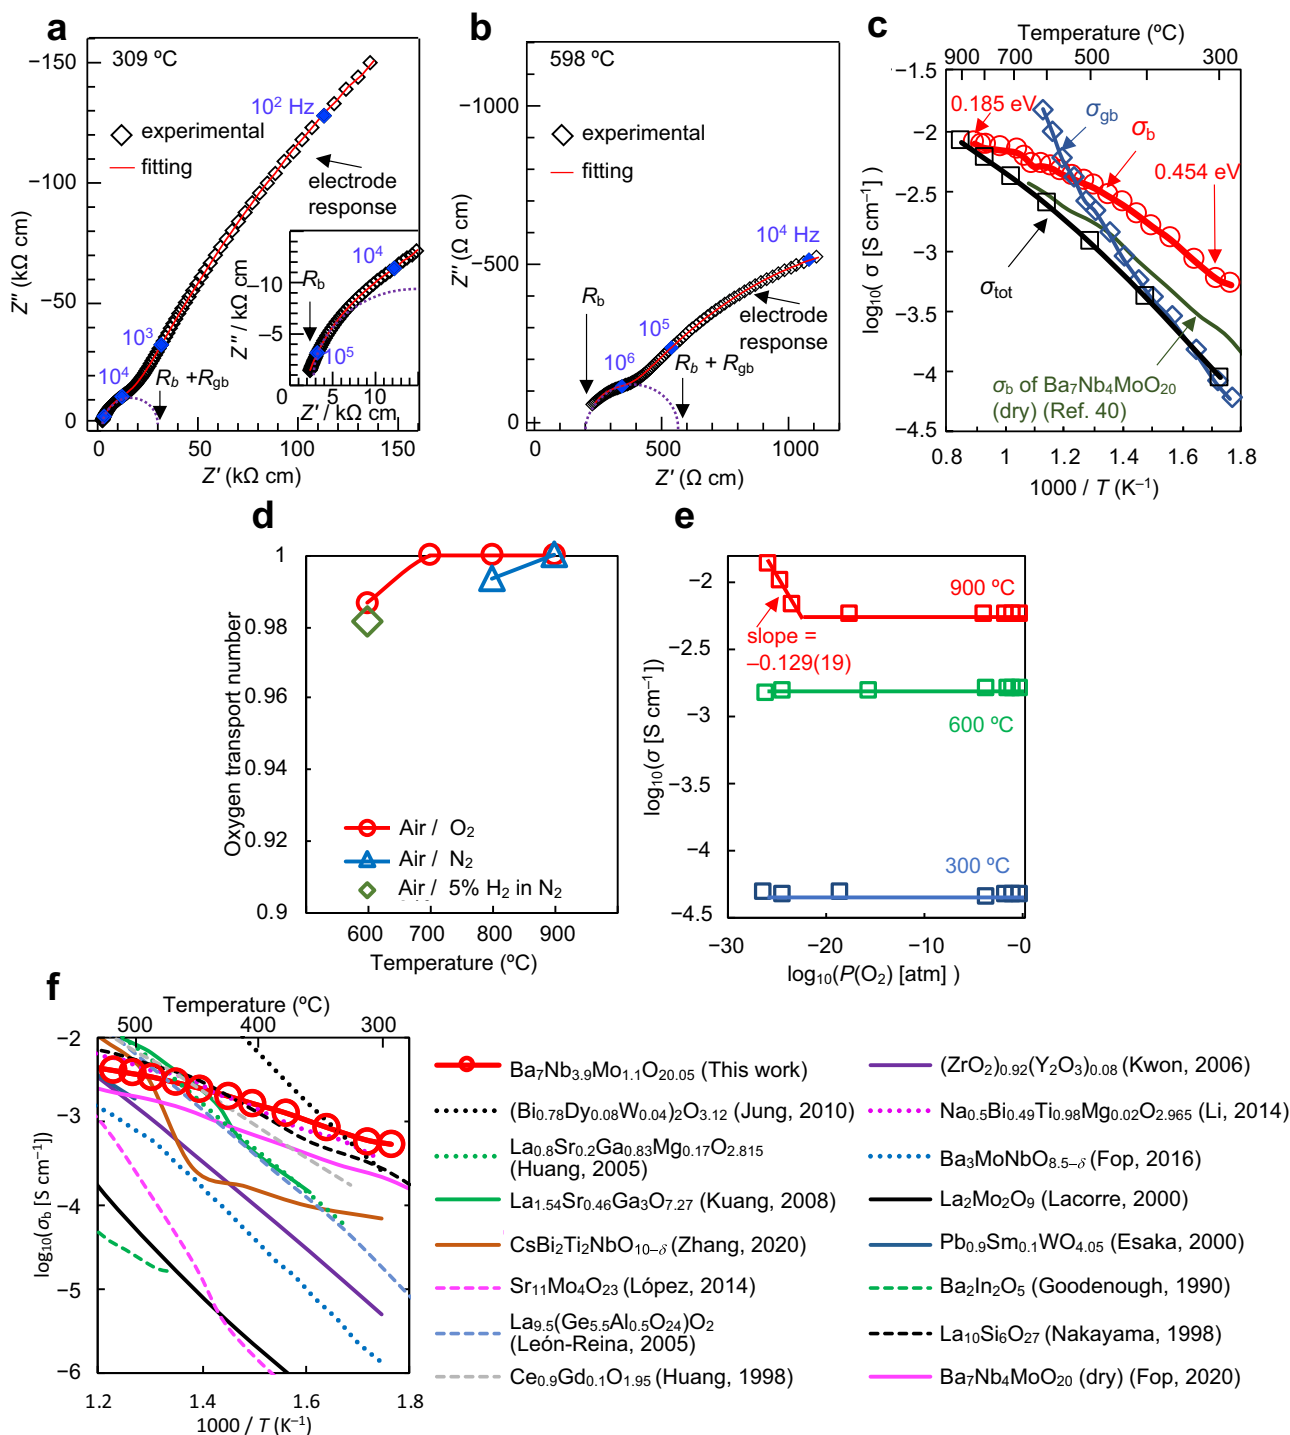 a
309 ºC
experimental
fitting
10² Hz
electrode
response
10³
10⁴
R_b + R_gb
R_b
10⁴
10⁵
Z″ / kΩ cm
−10
−5
0
0 5 10
Z′ / kΩ cm
Z″ (kΩ cm)
−150
−100
−50
0
0 50 100 150
Z′ (kΩ cm)
b
598 ºC
experimental
fitting
10⁴ Hz
R_b
10⁵
10⁶
electrode
response
R_b + R_gb
Z″ (Ω cm)
−1000
−500
0
0 500 1000
Z′ (Ω cm)
c
Temperature (ºC)
900 700 500 300
0.185 eV
σ_gb
σ_b
0.454 eV
σ_tot
σ_b of Ba₇Nb₄MoO₂₀
(dry) (Ref. 40)
log₁₀( σ [S cm⁻¹] )
−1.5
−2
−2.5
−3
−3.5
−4
−4.5
0.8 1 1.2 1.4 1.6 1.8
1000 / T (K⁻¹)
d
Oxygen transport number
1
0.98
0.96
0.94
0.92
0.9
Air / O₂
Air / N₂
Air / 5% H₂ in N₂
600 700 800 900
Temperature (ºC)
e
log₁₀(σ [S cm⁻¹])
−2
−2.5
−3
−3.5
−4
−4.5
900 ºC
slope =
−0.129(19)
600 ºC
300 ºC
−30 −20 −10 −0
log₁₀(P(O₂) [atm] )
f
Temperature (ºC)
500 400 300
log₁₀(σ_b [S cm⁻¹])
−2
−3
−4
−5
−6
1.2 1.4 1.6 1.8
1000 / T (K⁻¹)
Ba₇Nb₃.₉Mo₁.₁O₂₀.₀₅ (This work)
(Bi₀.₇₈Dy₀.₀₈W₀.₀₄)₂O₃.₁₂ (Jung, 2010)
La₀.₈Sr₀.₂Ga₀.₈₃Mg₀.₁₇O₂.₈₁₅
(Huang, 2005)
La₁.₅₄Sr₀.₄₆Ga₃O₇.₂₇ (Kuang, 2008)
CsBi₂Ti₂NbO₁₀₋δ (Zhang, 2020)
Sr₁₁Mo₄O₂₃ (López, 2014)
La₉.₅(Ge₅.₅Al₀.₅O₂₄)O₂
(León-Reina, 2005)
Ce₀.₉Gd₀.₁O₁.₉₅ (Huang, 1998)
(ZrO₂)₀.₉₂(Y₂O₃)₀.₀₈ (Kwon, 2006)
Na₀.₅Bi₀.₄₉Ti₀.₉₈Mg₀.₀₂O₂.₉₆₅ (Li, 2014)
Ba₃MoNbO₈.₅₋δ (Fop, 2016)
La₂Mo₂O₉ (Lacorre, 2000)
Pb₀.₉Sm₀.₁WO₄.₀₅ (Esaka, 2000)
Ba₂In₂O₅ (Goodenough, 1990)
La₁₀Si₆O₂₇ (Nakayama, 1998)
Ba₇Nb₄MoO₂₀ (dry) (Fop, 2020)